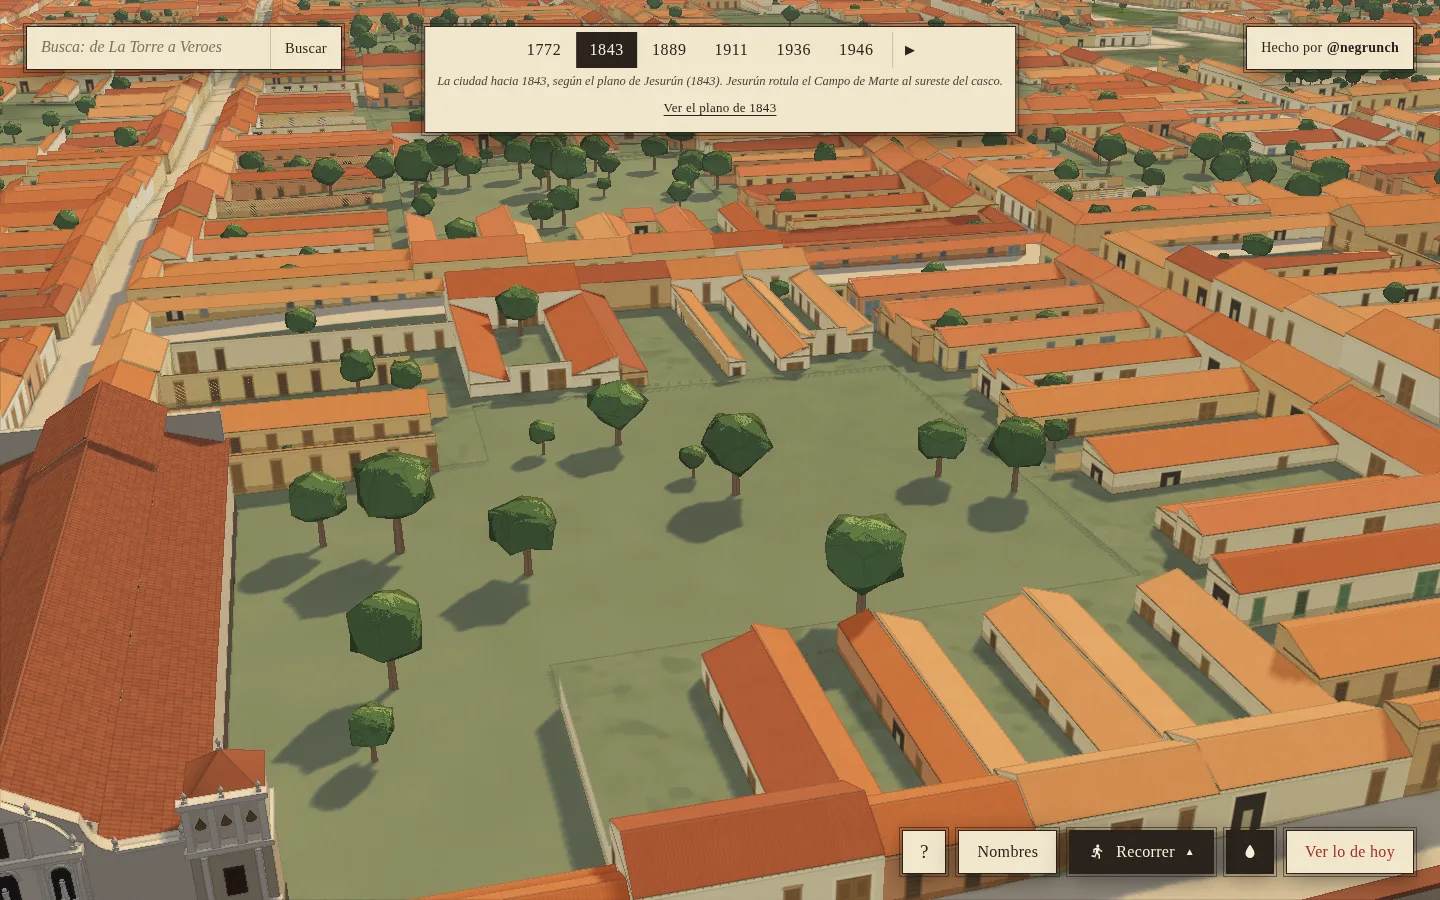 Busca: de La Torre a Veroes
Buscar
1772 1843 1889 1911 1936 1946 ▶
La ciudad hacia 1843, según el plano de Jesurún (1843). Jesurún rotula el Campo de Marte al sureste del casco.
Ver el plano de 1843
Hecho por @negrunch
?
Nombres
Recorrer ▲
Ver lo de hoy